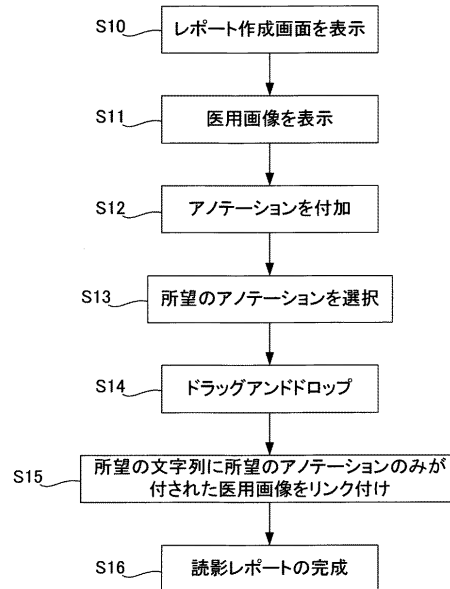 S10
レポート作成画面を表示
S11
医用画像を表示
S12
アノテーションを付加
S13
所望のアノテーションを選択
S14
ドラッグアンドドロップ
S15
所望の文字列に所望のアノテーションのみが
付された医用画像をリンク付け
S16
読影レポートの完成